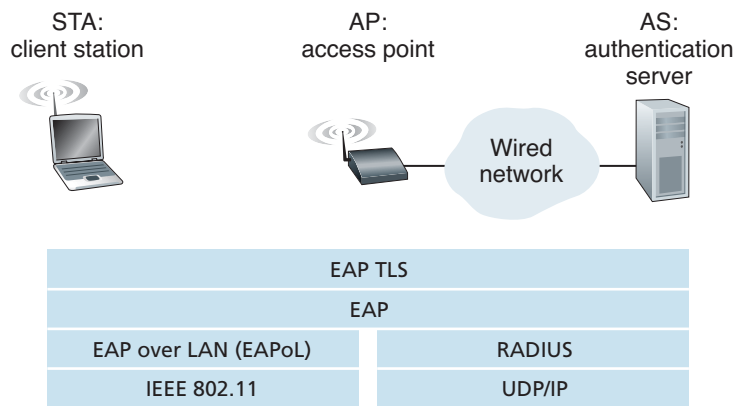 STA:
client station
AP:
access point
AS:
authentication
server
Wired
network
EAP TLS
EAP
EAP over LAN (EAPoL)
RADIUS
IEEE 802.11
UDP/IP